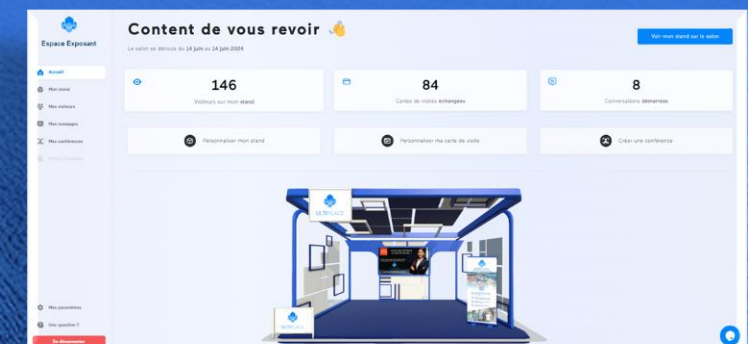 Espace Exposant
Accueil
Mon stand
Mes visiteurs
Mes messages
Mes conférences
Mes paramètres
Une question ?
Se déconnecter
Content de vous revoir 👋
Le salon se déroule du 14 juin au 14 juin 2024
Voir mon stand sur le salon
146
Visiteurs sur mon stand
84
Cartes de visites échangées
8
Conversations démarrées
Personnaliser mon stand
Personnaliser ma carte de visite
Créer une conférence
ULTIPLACE
ULTIPLACE